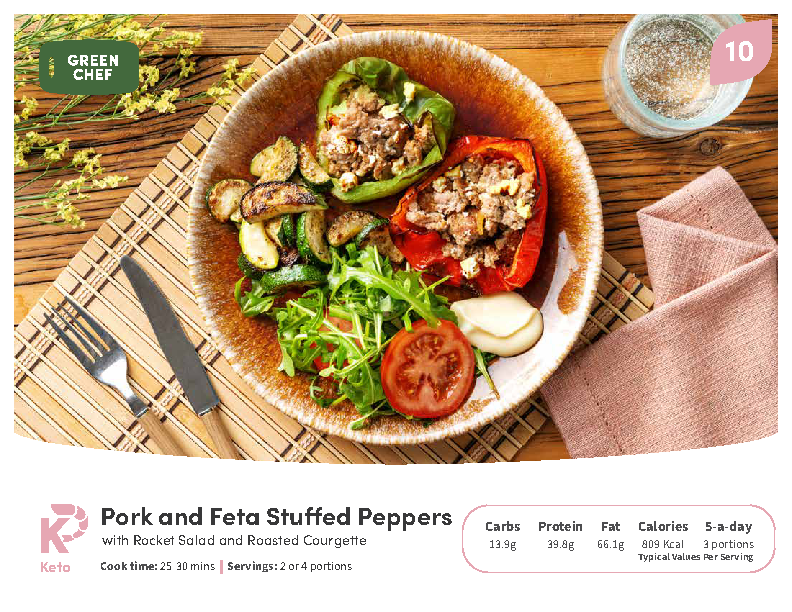 GREEN
CHEF
10
Pork and Feta Stuffed Peppers
with Rocket Salad and Roasted Courgette
Cook time: 25 30 mins | Servings: 2 or 4 portions
Keto
Carbs Protein Fat Calories 5-a-day
13.9g 39.8g 66.1g 809 Kcal 3 portions
Typical Values Per Serving